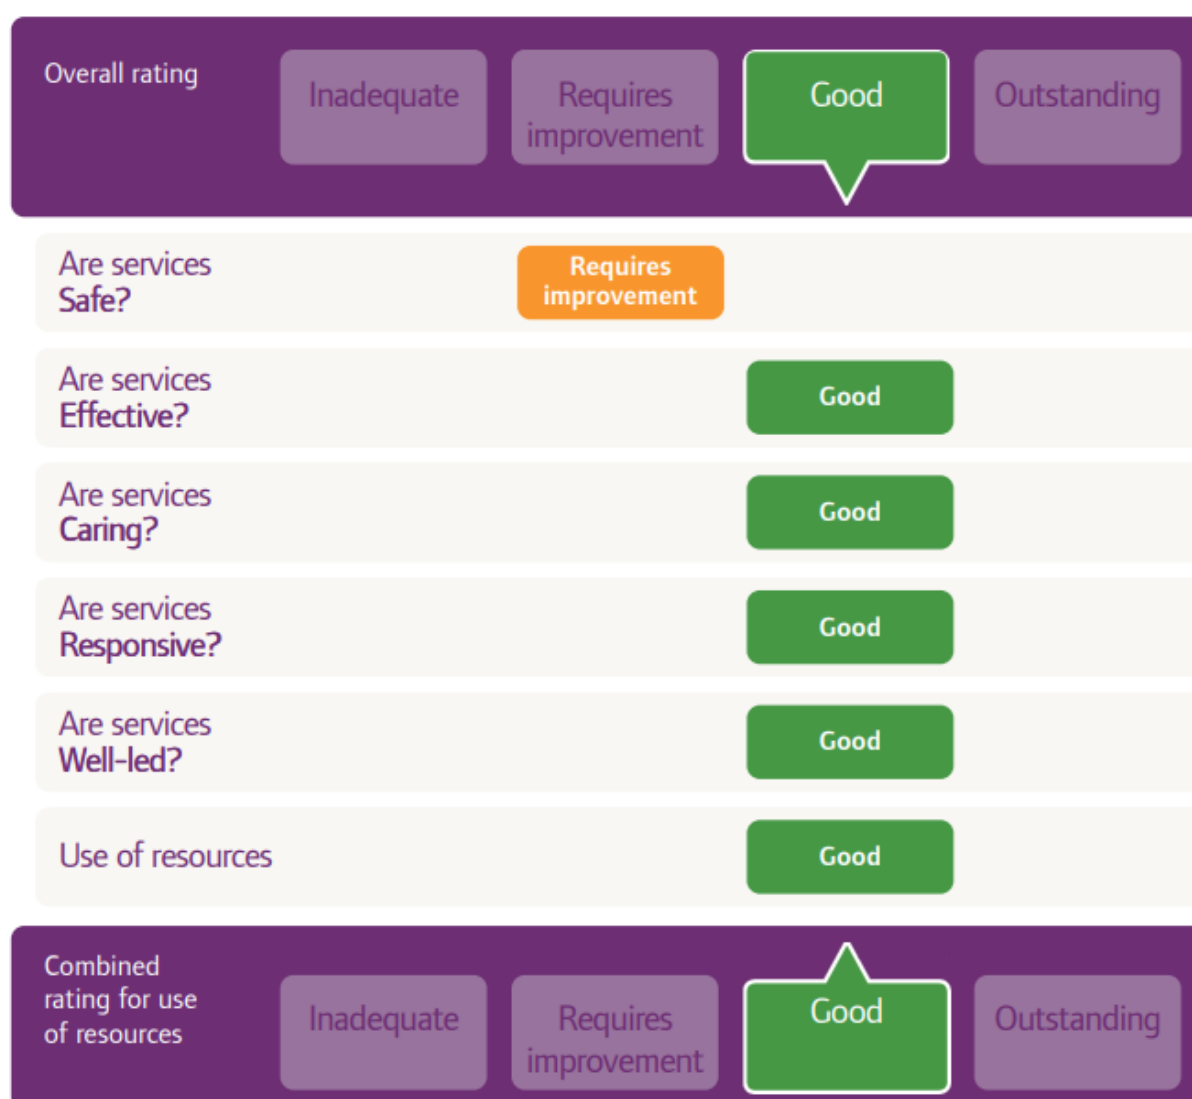 Overall rating
Inadequate
Requires
improvement
Good
Outstanding
Are services
Safe?
Requires
improvement
Are services
Effective?
Good
Are services
Caring?
Good
Are services
Responsive?
Good
Are services
Well-led?
Good
Use of resources
Good
Combined
rating for use
of resources
Inadequate
Requires
improvement
Good
Outstanding